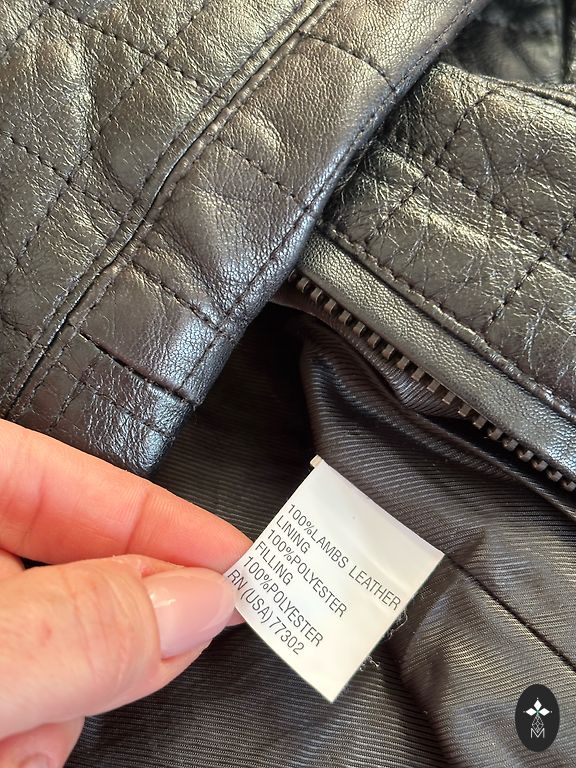 100%LAMBS LEATHER
LINING
100%POLYESTER
FILLING
100%POLYESTER
RN (USA) 77302
M